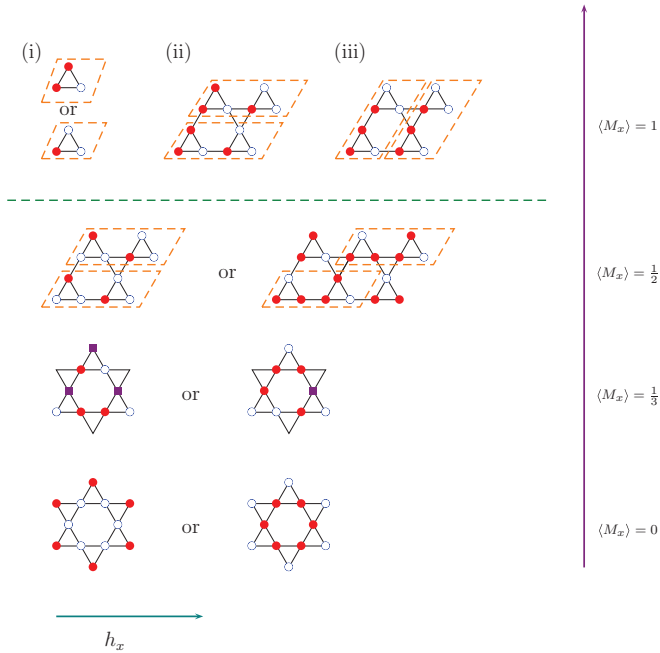 (i) (ii) (iii)
or
⟨M_x⟩ = 1
or
⟨M_x⟩ = 1/2
or
⟨M_x⟩ = 1/3
or
⟨M_x⟩ = 0
h_x